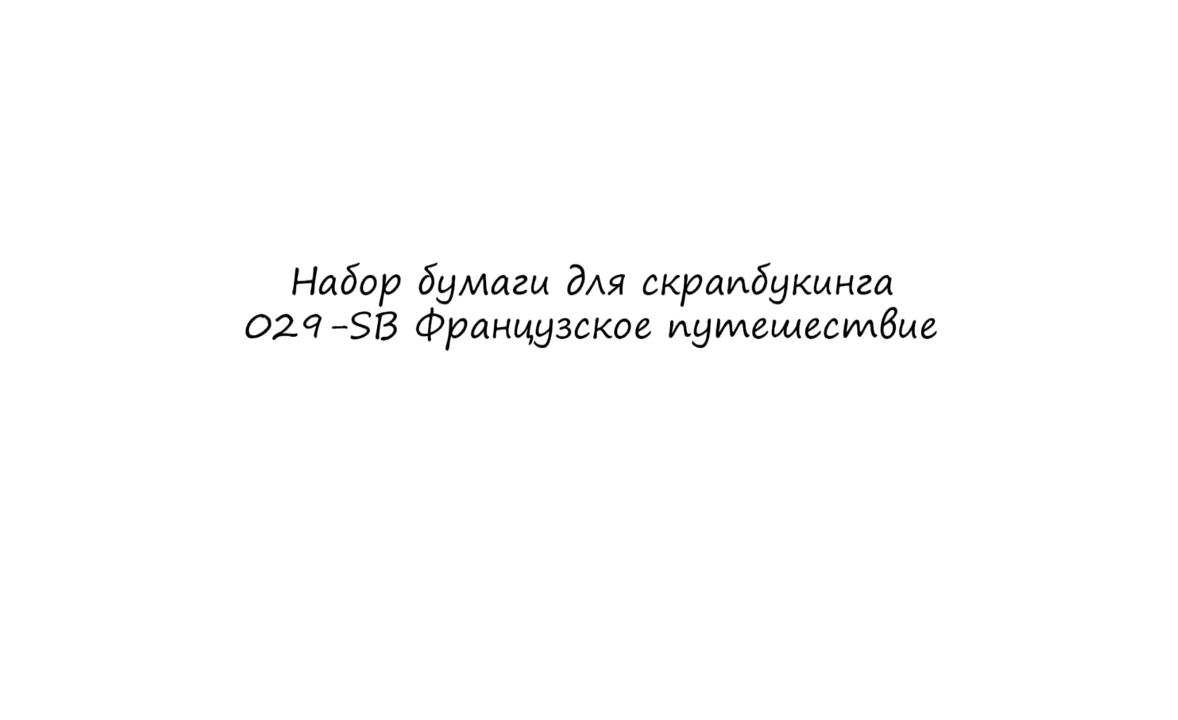 Набор бумаги для скрапбукинга
029-SB Французское путешествие